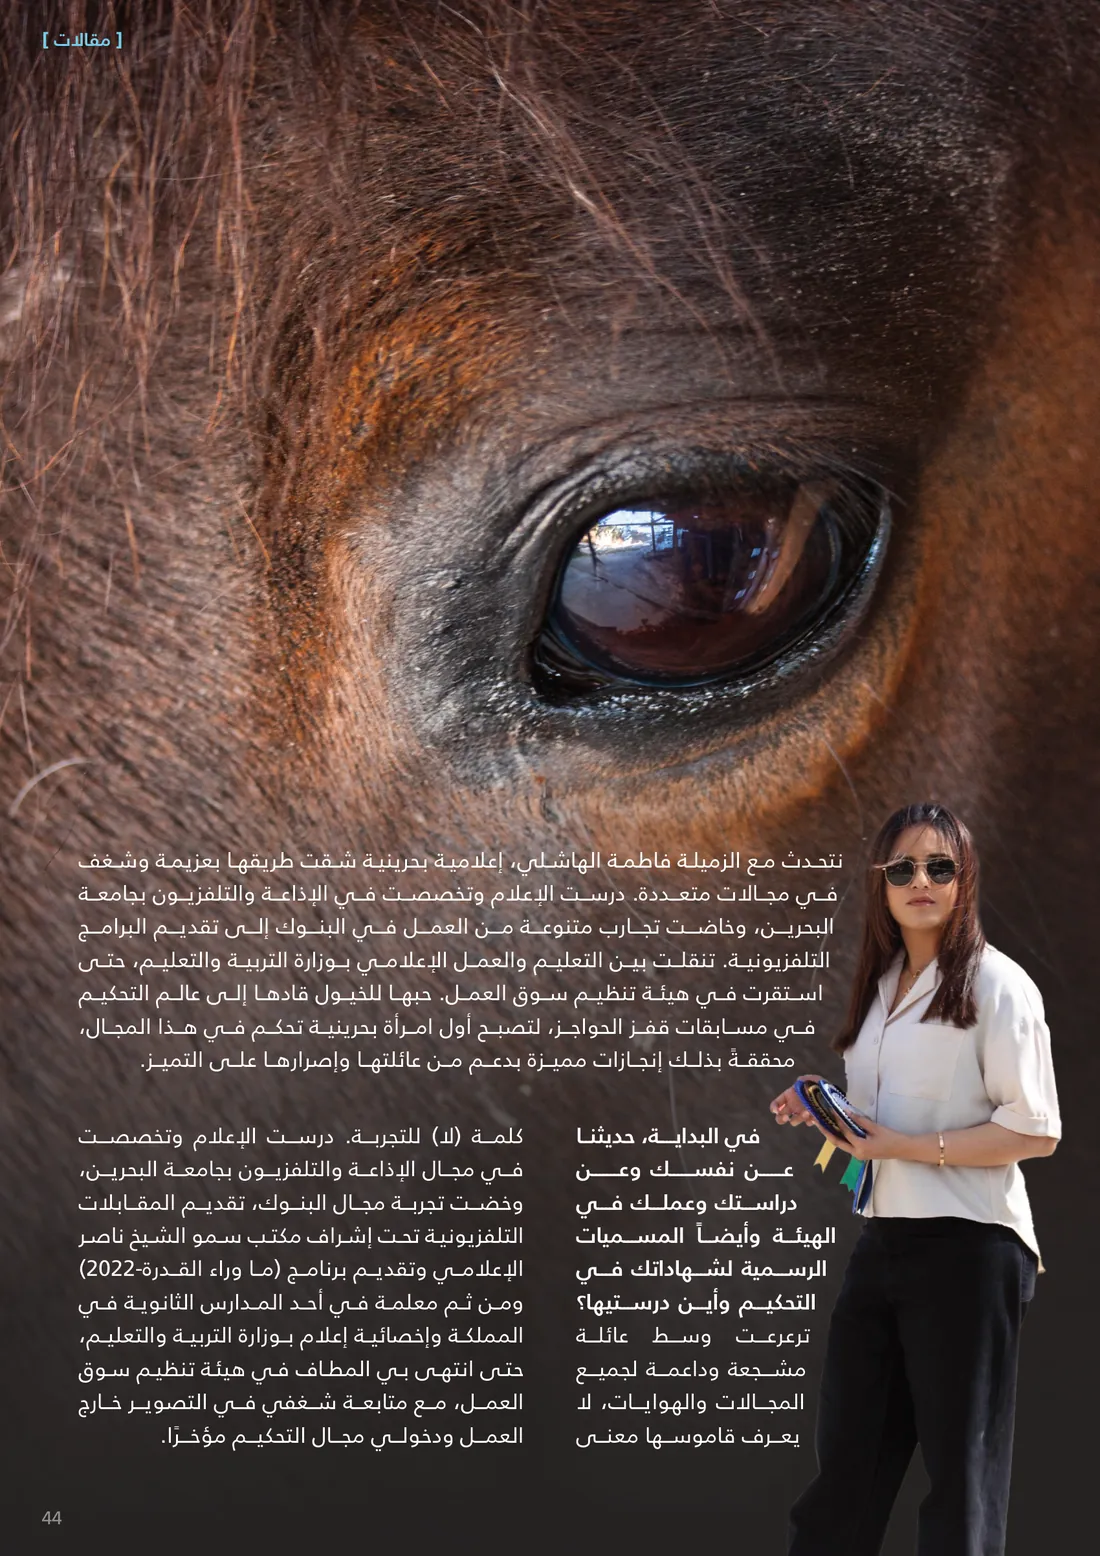 [ مقالات ]
نتحدث مع الزميلة فاطمة الهاشلي، إعلامية بحرينية شقت طريقها بعزيمة وشغف
في مجالات متعددة. درست الإعلام وتخصصت في الإذاعة والتلفزيون بجامعة
البحرين، وخاضت تجارب متنوعة من العمل في البنوك إلى تقديم البرامج
التلفزيونية. تنقلت بين التعليم والعمل الإعلامي بوزارة التربية والتعليم، حتى
استقرت في هيئة تنظيم سوق العمل. حبها للخيول قادها إلى عالم التحكيم
في مسابقات قفز الحواجز، لتصبح أول امرأة بحرينية تحكم في هذا المجال،
محققةً بذلك إنجازات مميزة بدعم من عائلتها وإصرارها على التميز.
في البداية، حديثنا
عن نفسك وعن
دراستك وعملك في
الهيئة وأيضاً المسميات
الرسمية لشهاداتك في
التحكيم وأين درستيها؟
ترعرعت وسط عائلة
مشجعة وداعمة لجميع
المجالات والهوايات، لا
يعرف قاموسها معنى
كلمة (لا) للتجربة. درست الإعلام وتخصصت
في مجال الإذاعة والتلفزيون بجامعة البحرين،
وخضت تجربة مجال البنوك، تقديم المقابلات
التلفزيونية تحت إشراف مكتب سمو الشيخ ناصر
الإعلامي وتقديم برنامج (ما وراء القدرة-2022)
ومن ثم معلمة في أحد المدارس الثانوية في
المملكة وإخصائية إعلام بوزارة التربية والتعليم،
حتى انتهى بي المطاف في هيئة تنظيم سوق
العمل، مع متابعة شغفي في التصوير خارج
العمل ودخولي مجال التحكيم مؤخرًا.
44